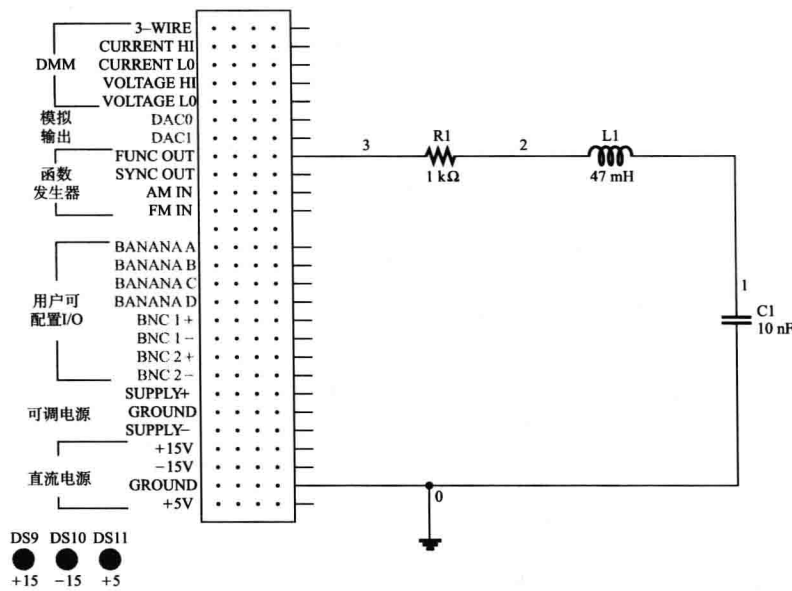 3-WIRE
CURRENT HI
DMM
CURRENT L0
VOLTAGE HI
VOLTAGE L0
模拟
输出
DAC0
DAC1
函数
发生器
FUNC OUT
SYNC OUT
AM IN
FM IN
3
R1
1 kΩ
2
L1
47 mH
1
C1
10 nF
0
用户可
配置I/O
BANANA A
BANANA B
BANANA C
BANANA D
BNC 1+
BNC 1−
BNC 2+
BNC 2−
可调电源
SUPPLY+
GROUND
SUPPLY−
直流电源
+15V
−15V
GROUND
+5V
DS9 DS10 DS11
+15 −15 +5